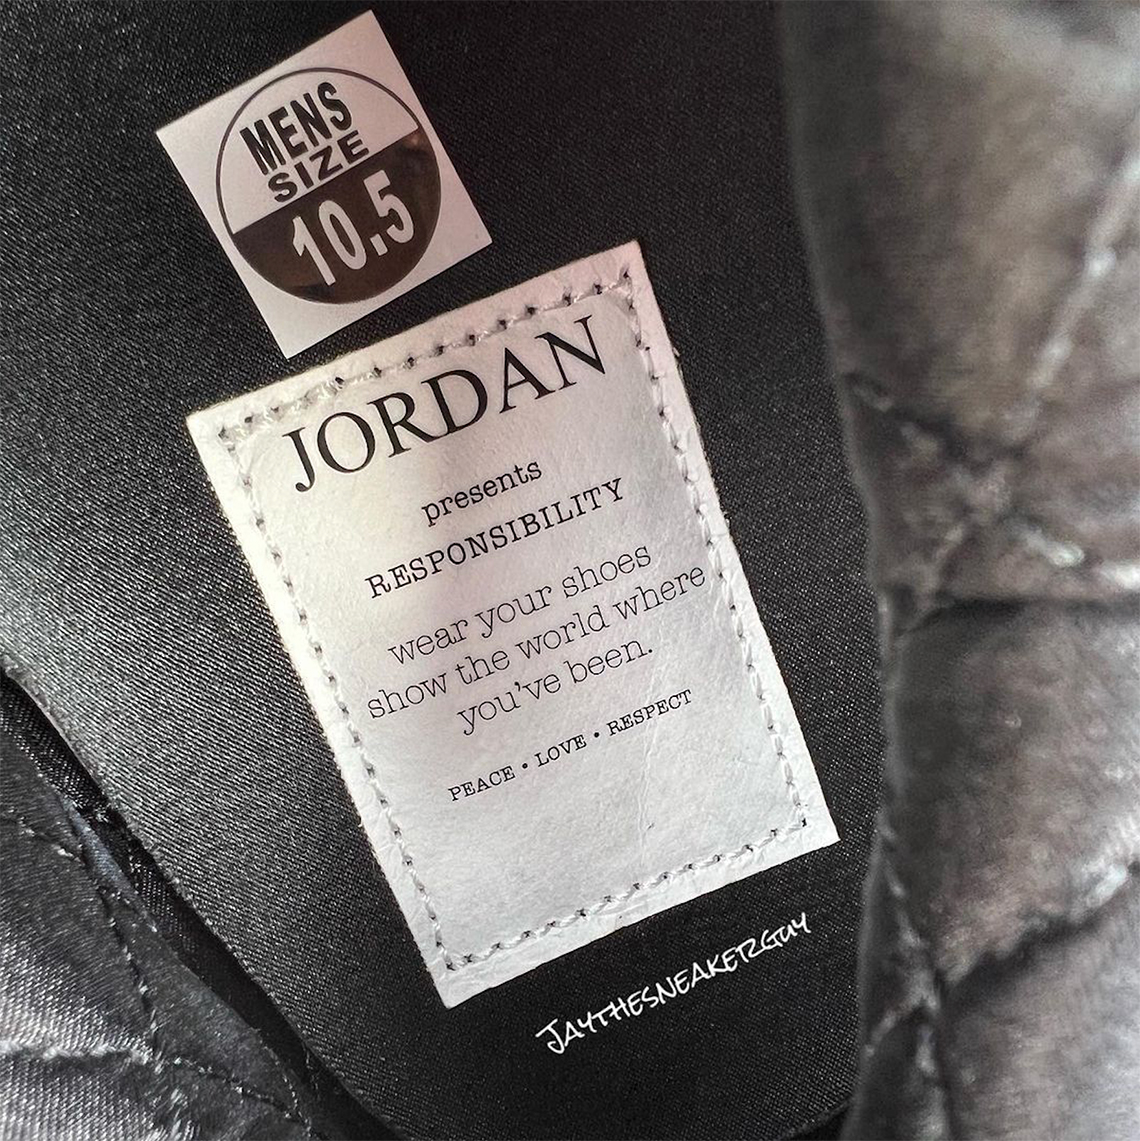 MENS
SIZE
10.5
JORDAN
presents
RESPONSIBILITY
wear your shoes
show the world where
you've been.
PEACE • LOVE • RESPECT
JAYTHESNEAKERGUY